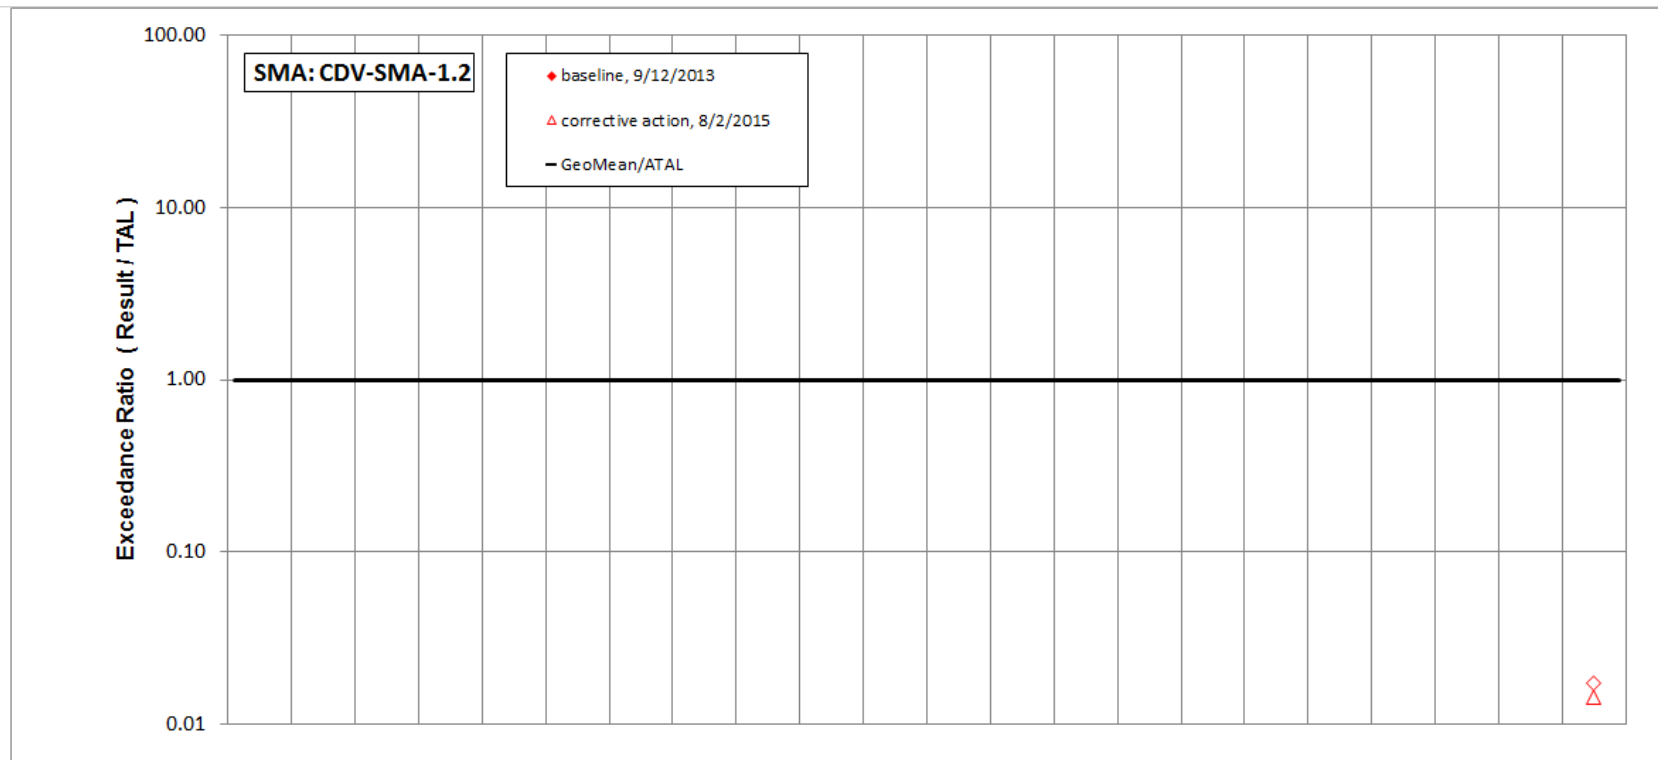 100.00
SMA: CDV-SMA-1.2
baseline, 9/12/2013
corrective action, 8/2/2015
GeoMean/ATAL
10.00
Exceedance Ratio ( Result / TAL )
1.00
0.10
0.01